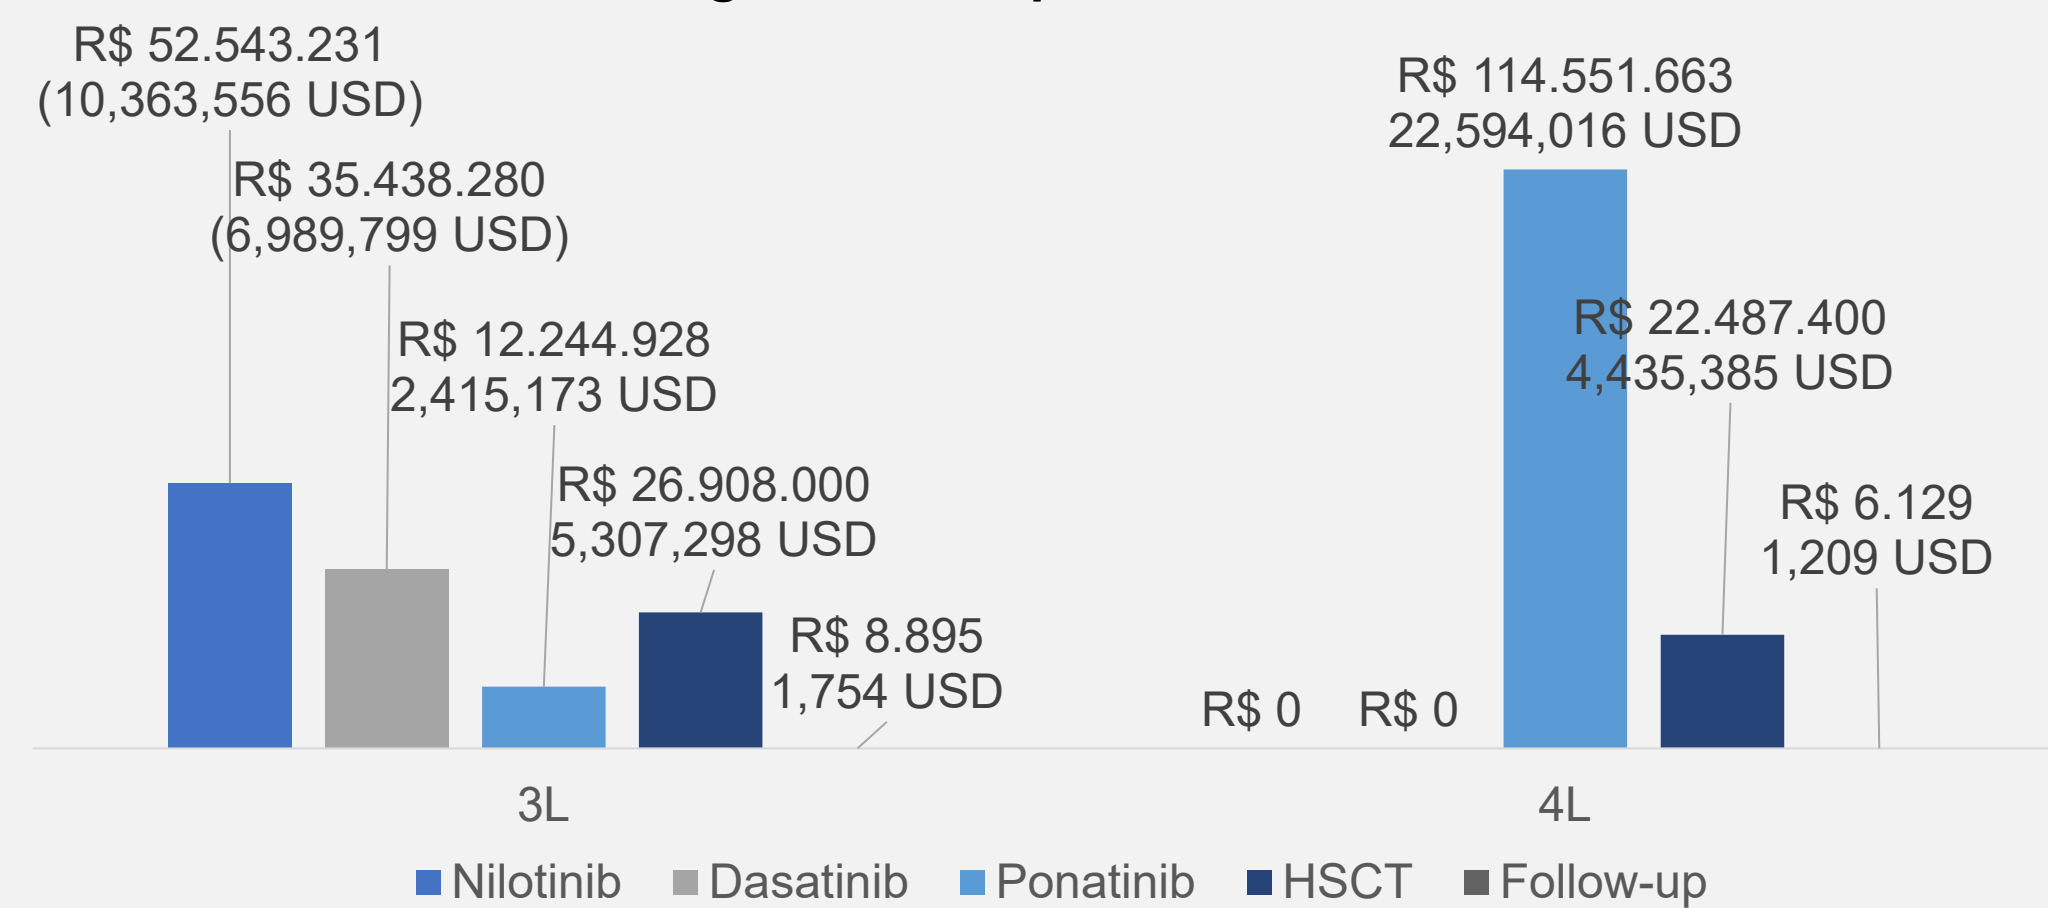 R$ 52.543.231
(10,363,556 USD)
R$ 35.438.280
(6,989,799 USD)
R$ 12.244.928
2,415,173 USD
R$ 26.908.000
5,307,298 USD
R$ 8.895
1,754 USD
R$ 0
R$ 0
R$ 114.551.663
22,594,016 USD
R$ 22.487.400
4,435,385 USD
R$ 6.129
1,209 USD
3L
4L
Nilotinib
Dasatinib
Ponatinib
HSCT
Follow-up